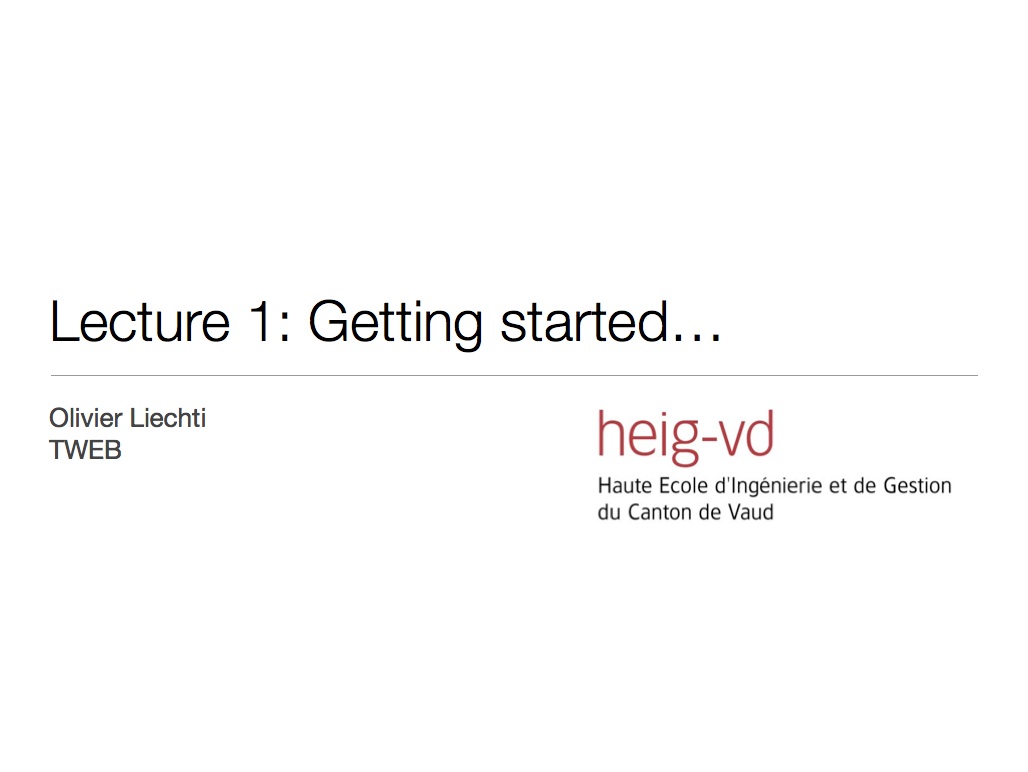 Lecture 1: Getting started…
Olivier Liechti
TWEB
heig-vd
Haute Ecole d'Ingénierie et de Gestion
du Canton de Vaud